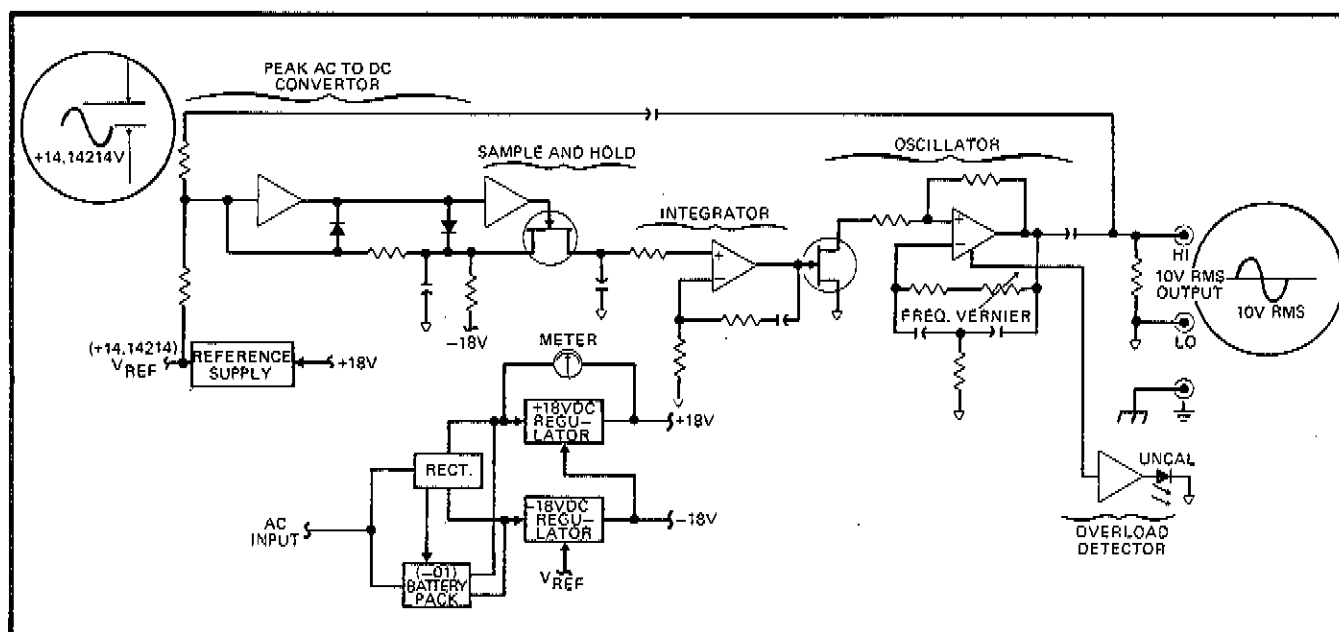 PEAK AC TO DC
CONVERTOR
+14.14214V
SAMPLE AND HOLD
OSCILLATOR
INTEGRATOR
+
−
+
−
FREQ. VERNIER
HI
10V RMS
OUTPUT
10V RMS
LO
−18V
(+14.14214)
VREF
REFERENCE
SUPPLY
+18V
METER
+18VDC
REGU-
LATOR
+18V
RECT.
−18VDC
REGU-
LATOR
−18V
AC
INPUT
(−01)
BATTERY
PACK
VREF
UNCAL
OVERLOAD
DETECTOR